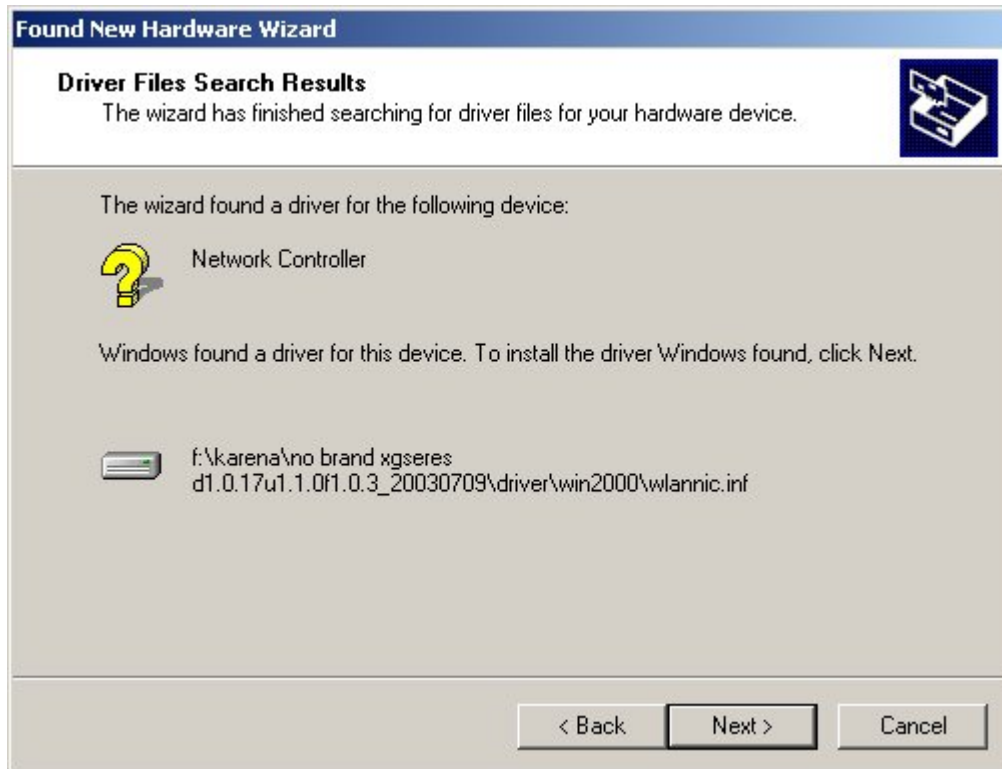 Found New Hardware Wizard
Driver Files Search Results
The wizard has finished searching for driver files for your hardware device.
The wizard found a driver for the following device:
Network Controller
Windows found a driver for this device. To install the driver Windows found, click Next.
f:\karena\no brand xgseres
d1.0.17u1.1.0f1.0.3_20030709\driver\win2000\wlannic.inf
< Back
Next >
Cancel